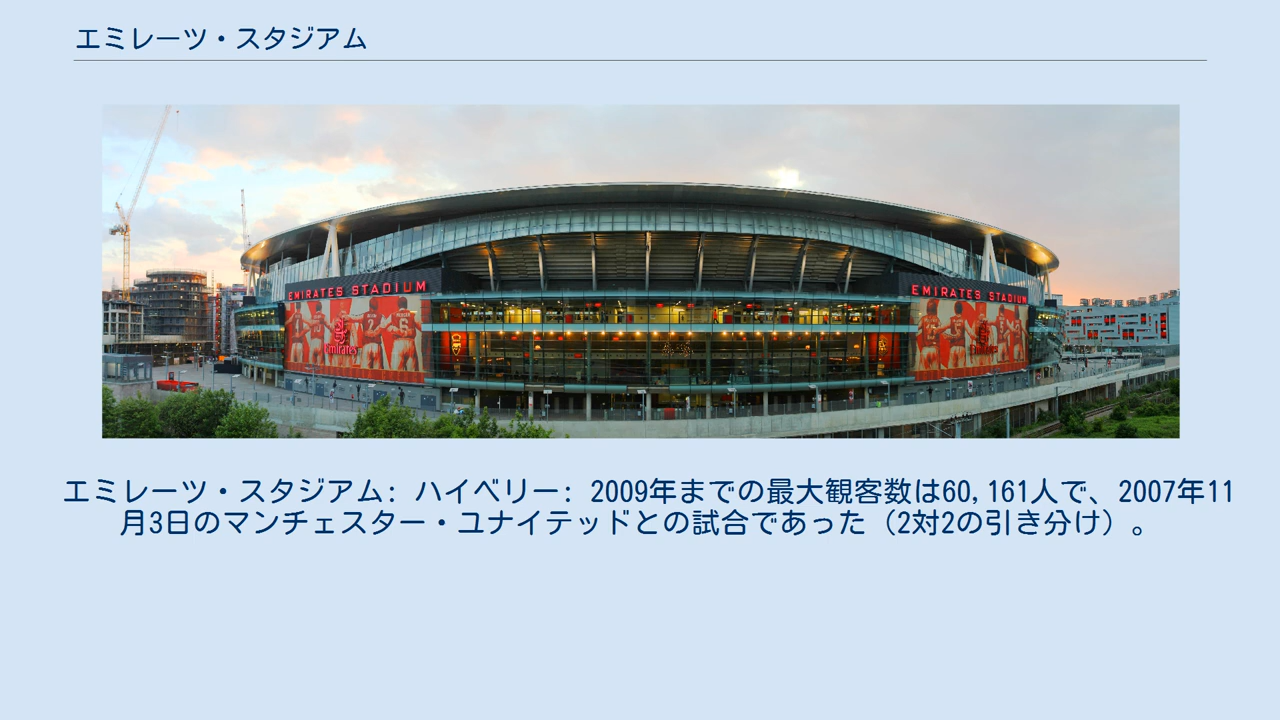 エミレーツ・スタジアム
EMIRATES STADIUM
EMIRATES STADIUM
Emirates
エミレーツ・スタジアム: ハイベリー: 2009年までの最大観客数は60,161人で、2007年11
月3日のマンチェスター・ユナイテッドとの試合であった（2対2の引き分け）。